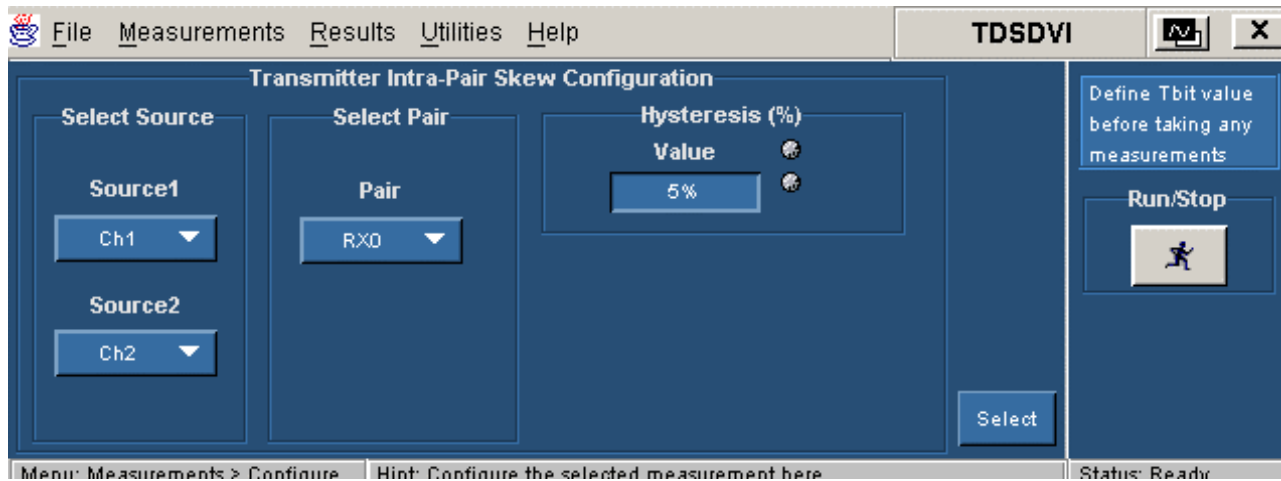 File Measurements Results Utilities Help TDSDVI X
Transmitter Intra-Pair Skew Configuration
Select Source
Source1
Ch1
Source2
Ch2
Select Pair
Pair
RX0
Hysteresis (%)
Value
5%
Select
Define Tbit value
before taking any
measurements
Run/Stop
Menu: Measurements > Configure
Hint: Configure the selected measurement here
Status: Ready